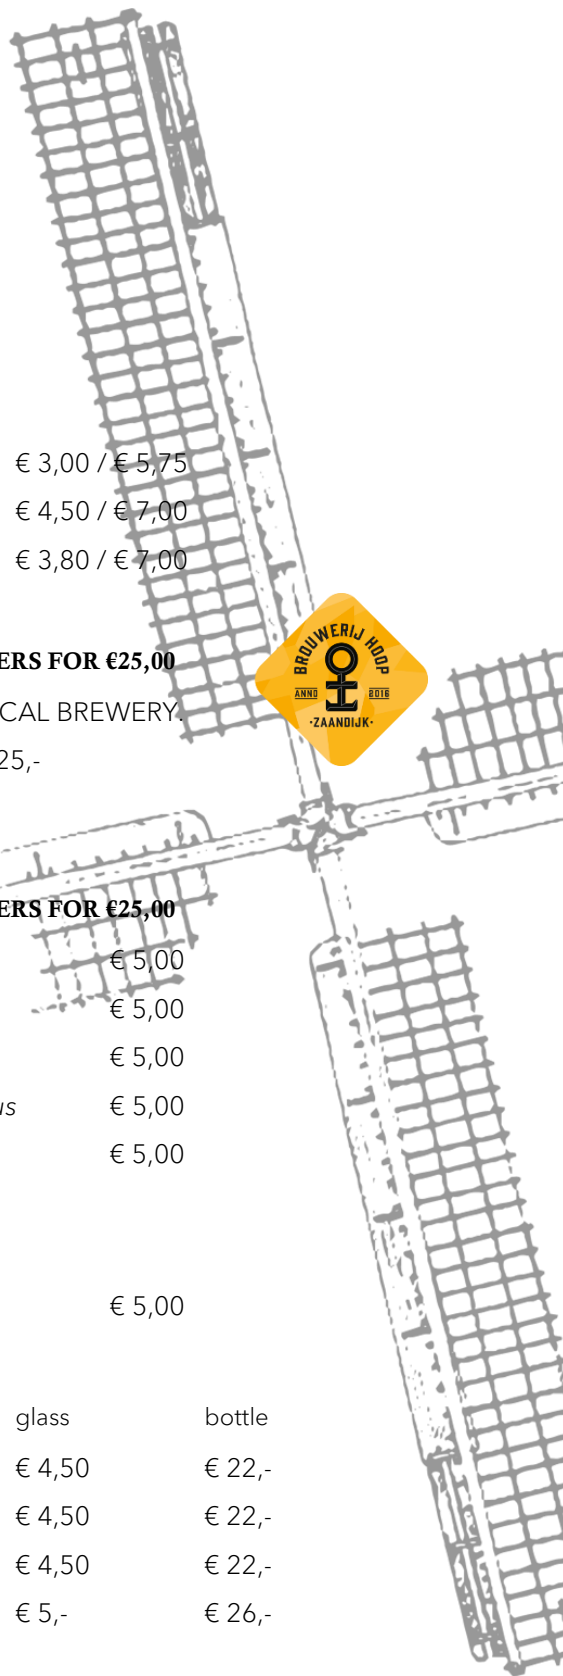 € 3,00 / € 5,75
€ 4,50 / € 7,00
€ 3,80 / € 7,00
BROUWERIJ HOOP
ANNO 2016
·ZAANDIJK·
ERS FOR €25,00
CAL BREWERY.
25,-
ERS FOR €25,00
€ 5,00
€ 5,00
€ 5,00
us € 5,00
€ 5,00
€ 5,00
glass bottle
€ 4,50 € 22,-
€ 4,50 € 22,-
€ 4,50 € 22,-
€ 5,- € 26,-